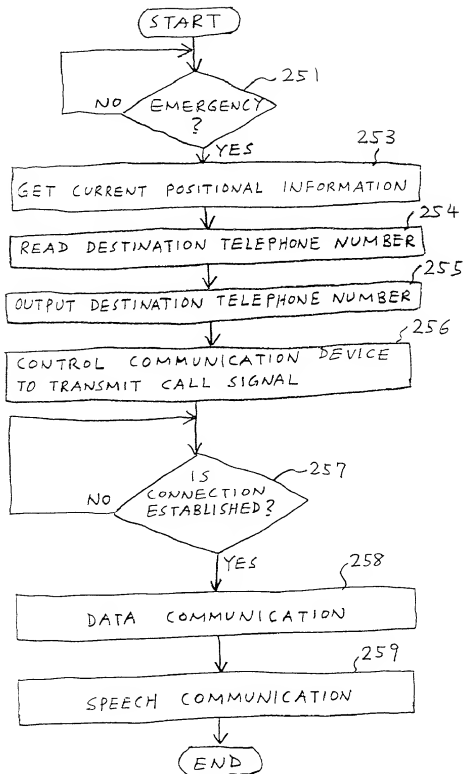 START
251
NO
EMERGENCY
?
YES
253
GET CURRENT POSITIONAL INFORMATION
254
READ DESTINATION TELEPHONE NUMBER
255
OUTPUT DESTINATION TELEPHONE NUMBER
256
CONTROL COMMUNICATION DEVICE
TO TRANSMIT CALL SIGNAL
257
IS
CONNECTION
ESTABLISHED?
NO
YES
258
DATA COMMUNICATION
259
SPEECH COMMUNICATION
END